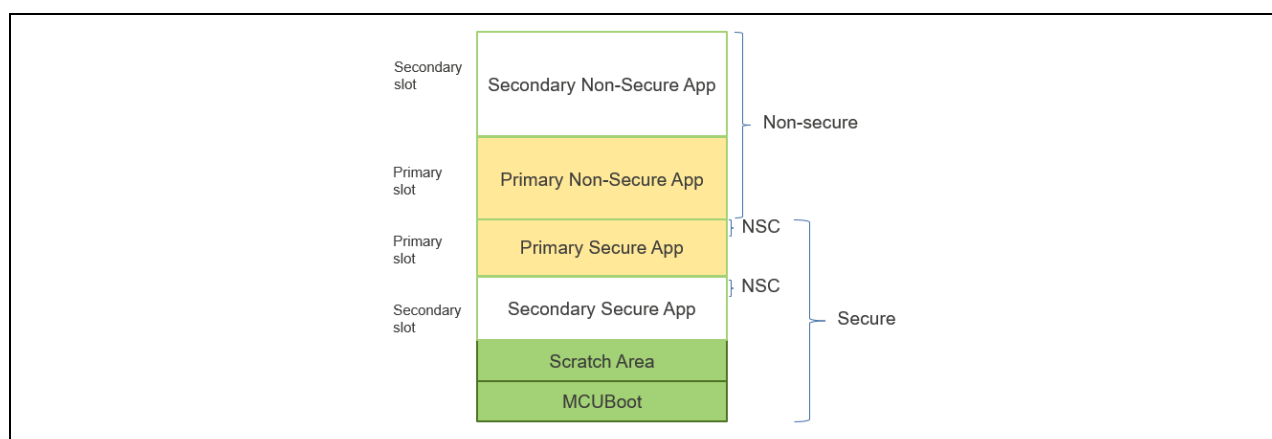 Secondary
slot
Secondary Non-Secure App
Non-secure
Primary
slot
Primary Non-Secure App
NSC
Primary
slot
Primary Secure App
NSC
Secondary
slot
Secondary Secure App
Secure
Scratch Area
MCUBoot